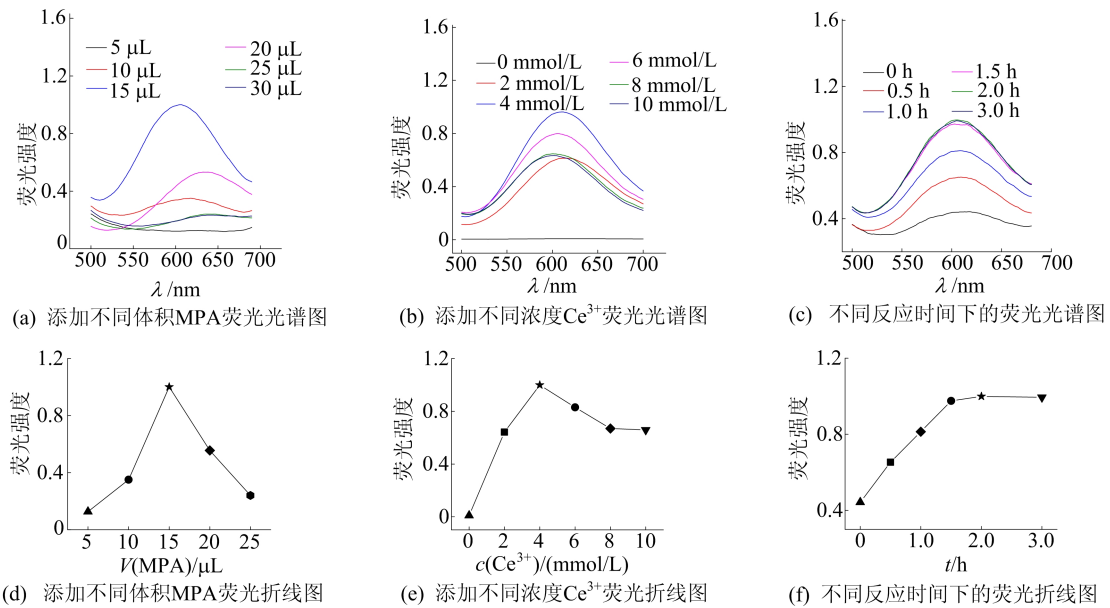 1.6
1.2
1.0
0.4
0
荧光强度
5 μL
10 μL
15 μL
20 μL
25 μL
30 μL
500 550 600 650 700
λ /nm
(a) 添加不同体积MPA荧光光谱图
1.6
1.2
0.8
0.4
0
荧光强度
0 mmol/L
2 mmol/L
4 mmol/L
6 mmol/L
8 mmol/L
10 mmol/L
500 550 600 650 700
λ /nm
(b) 添加不同浓度Ce³⁺荧光光谱图
1.6
1.2
0.8
0.4
荧光强度
0 h
0.5 h
1.0 h
1.5 h
2.0 h
3.0 h
500 550 600 650 700
λ /nm
(c) 不同反应时间下的荧光光谱图
1.2
0.8
0.4
0
荧光强度
5 10 15 20 25
V(MPA)/μL
(d) 添加不同体积MPA荧光折线图
1.2
0.8
0.4
0
荧光强度
0 2 4 6 8 10
c(Ce³⁺)/(mmol/L)
(e) 添加不同浓度Ce³⁺荧光折线图
1.2
0.8
0.4
荧光强度
0 1.0 2.0 3.0
t/h
(f) 不同反应时间下的荧光折线图